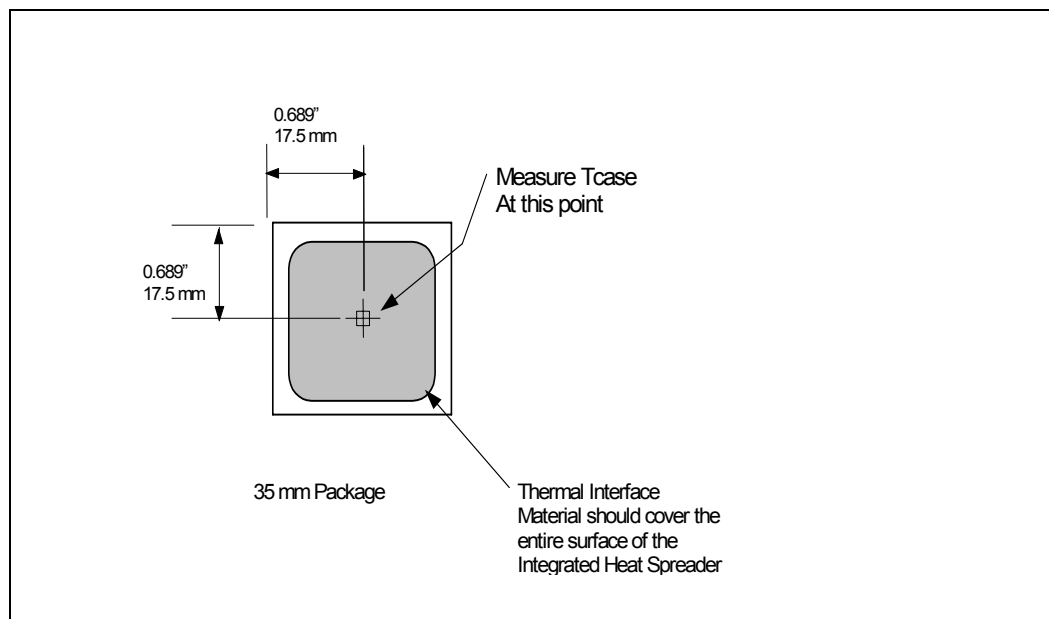 0.689”
17.5 mm
Measure Tcase
At this point
0.689”
17.5 mm
35 mm Package
Thermal Interface
Material should cover the
entire surface of the
Integrated Heat Spreader